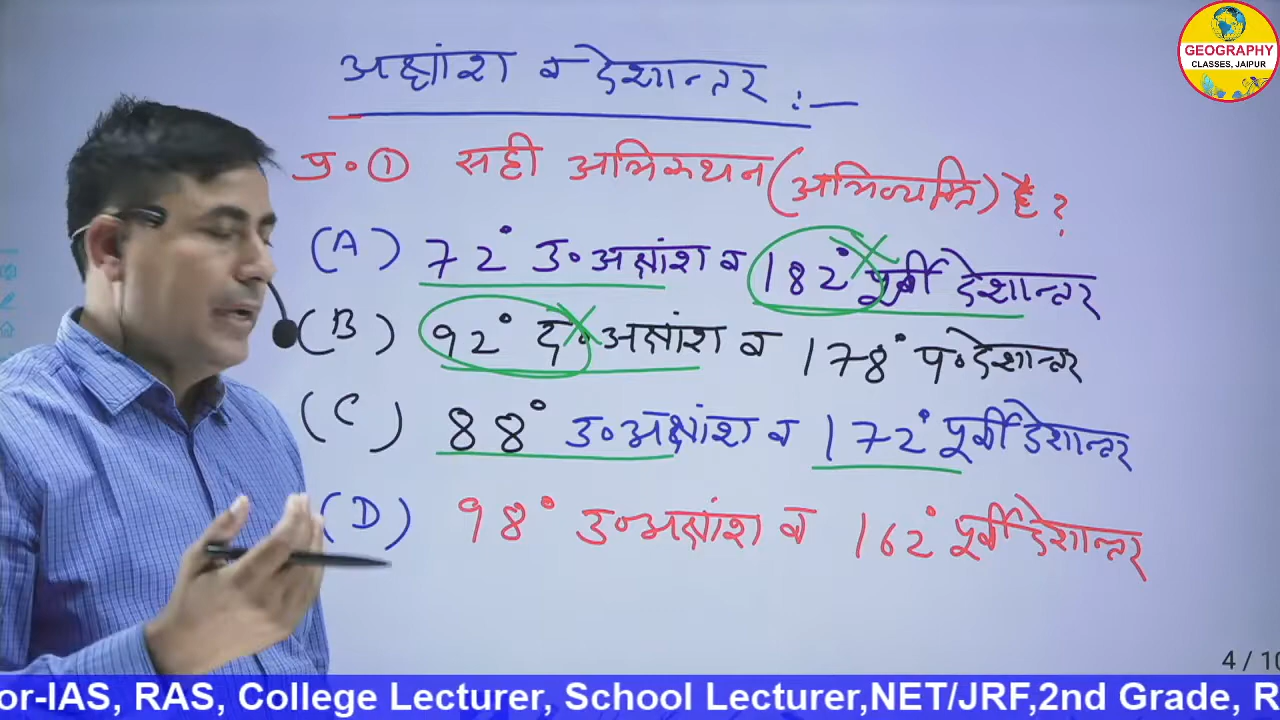 GEOGRAPHY
CLASSES, JAIPUR
अक्षांश व देशान्तर :—
प्र०① सही अभिकथन (अभिव्यक्ति) है ?
(A) 72° उ० अक्षांश व 182° पूर्वी देशान्तर
(B) 92° द० अक्षांश व 178° प० देशान्तर
(C) 88° उ० अक्षांश व 172° पूर्वी देशान्तर
(D) 98° उ० अक्षांश व 162° पूर्वी देशान्तर
4 / 10
or-IAS, RAS, College Lecturer, School Lecturer,NET/JRF,2nd Grade, R